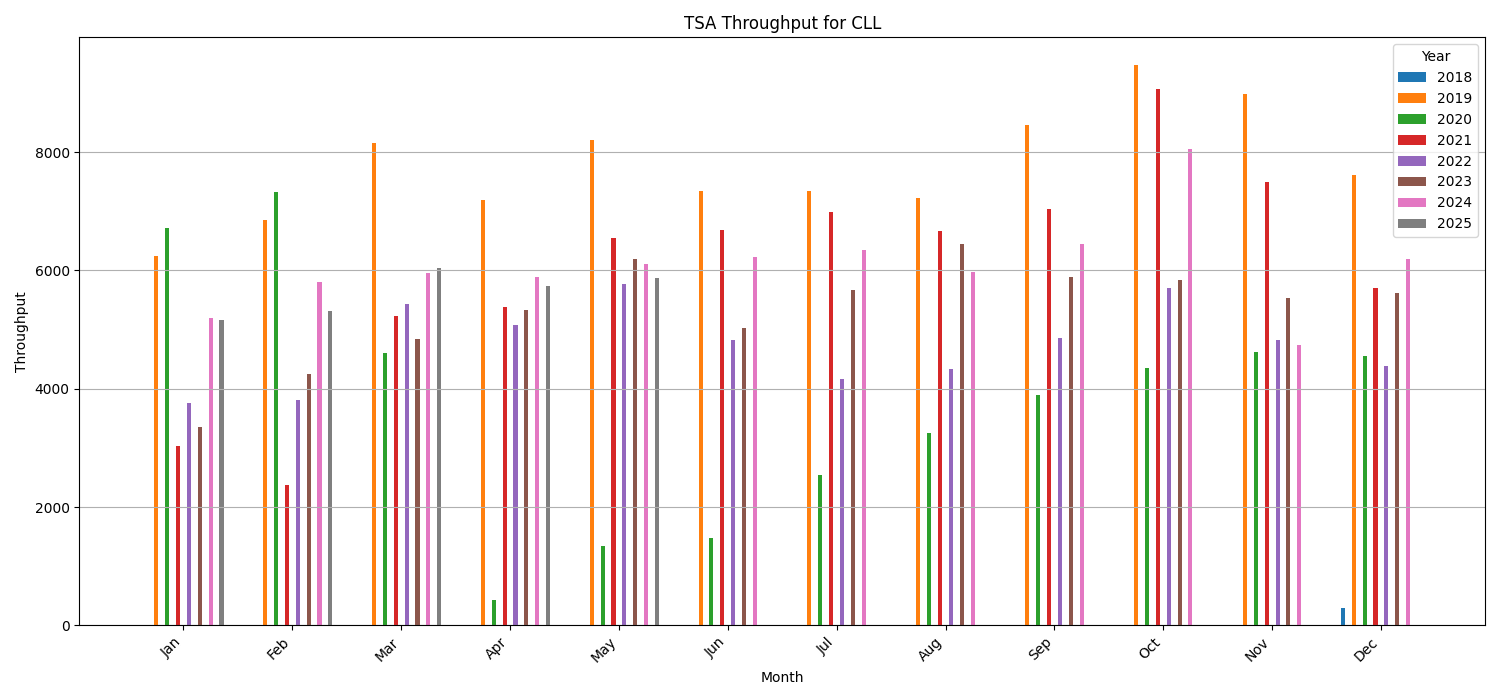 TSA Throughput for CLL
Year
2018
2019
2020
2021
2022
2023
2024
2025
Throughput
8000
6000
4000
2000
0
Jan
Feb
Mar
Apr
May
Jun
Jul
Aug
Sep
Oct
Nov
Dec
Month